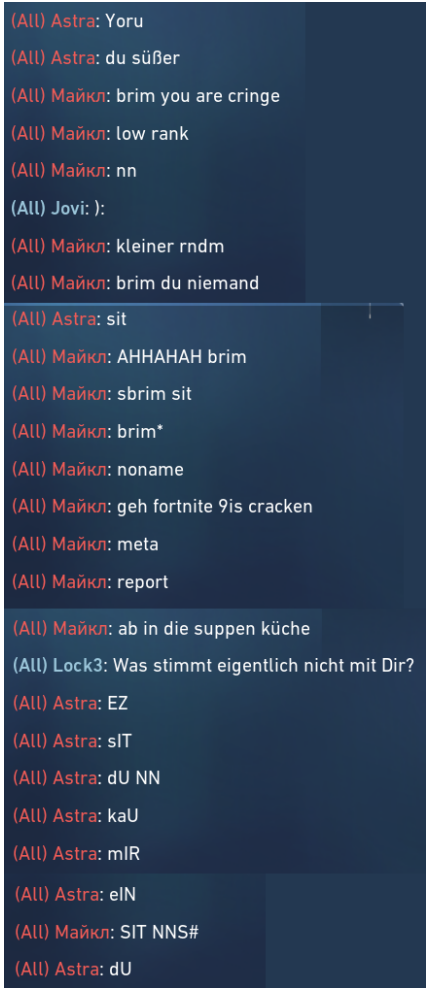 (All) Astra: Yoru
(All) Astra: du süßer
(All) Майкл: brim you are cringe
(All) Майкл: low rank
(All) Майкл: nn
(All) Jovi: ):
(All) Майкл: kleiner rndm
(All) Майкл: brim du niemand
(All) Astra: sit
(All) Майкл: AHHAHAH brim
(All) Майкл: sbrim sit
(All) Майкл: brim*
(All) Майкл: noname
(All) Майкл: geh fortnite 9is cracken
(All) Майкл: meta
(All) Майкл: report
(All) Майкл: ab in die suppen küche
(All) Lock3: Was stimmt eigentlich nicht mit Dir?
(All) Astra: EZ
(All) Astra: sIT
(All) Astra: dU NN
(All) Astra: kaU
(All) Astra: mIR
(All) Astra: eIN
(All) Майкл: SIT NNS#
(All) Astra: dU